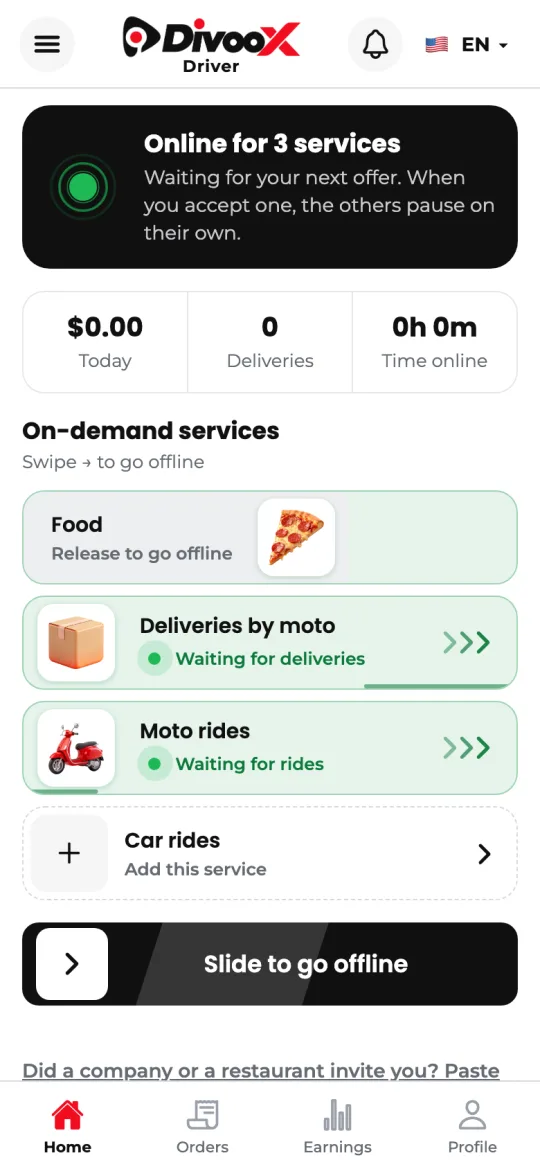 DivooX
Driver
EN
Online for 3 services
Waiting for your next offer. When
you accept one, the others pause on
their own.
$0.00
Today
0
Deliveries
0h 0m
Time online
On-demand services
Swipe → to go offline
Food
Release to go offline
Deliveries by moto
Waiting for deliveries
Moto rides
Waiting for rides
Car rides
Add this service
Slide to go offline
Did a company or a restaurant invite you? Paste
Home
Orders
Earnings
Profile